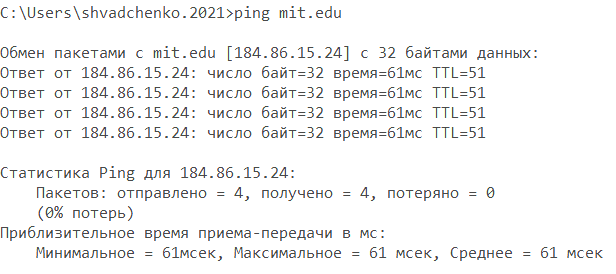 C:\Users\shvadchenko.2021>ping mit.edu
Обмен пакетами с mit.edu [184.86.15.24] с 32 байтами данных:
Ответ от 184.86.15.24: число байт=32 время=61мс TTL=51
Ответ от 184.86.15.24: число байт=32 время=61мс TTL=51
Ответ от 184.86.15.24: число байт=32 время=61мс TTL=51
Ответ от 184.86.15.24: число байт=32 время=61мс TTL=51
Статистика Ping для 184.86.15.24:
Пакетов: отправлено = 4, получено = 4, потеряно = 0
(0% потерь)
Приблизительное время приема-передачи в мс:
Минимальное = 61мсек, Максимальное = 61 мсек, Среднее = 61 мсек